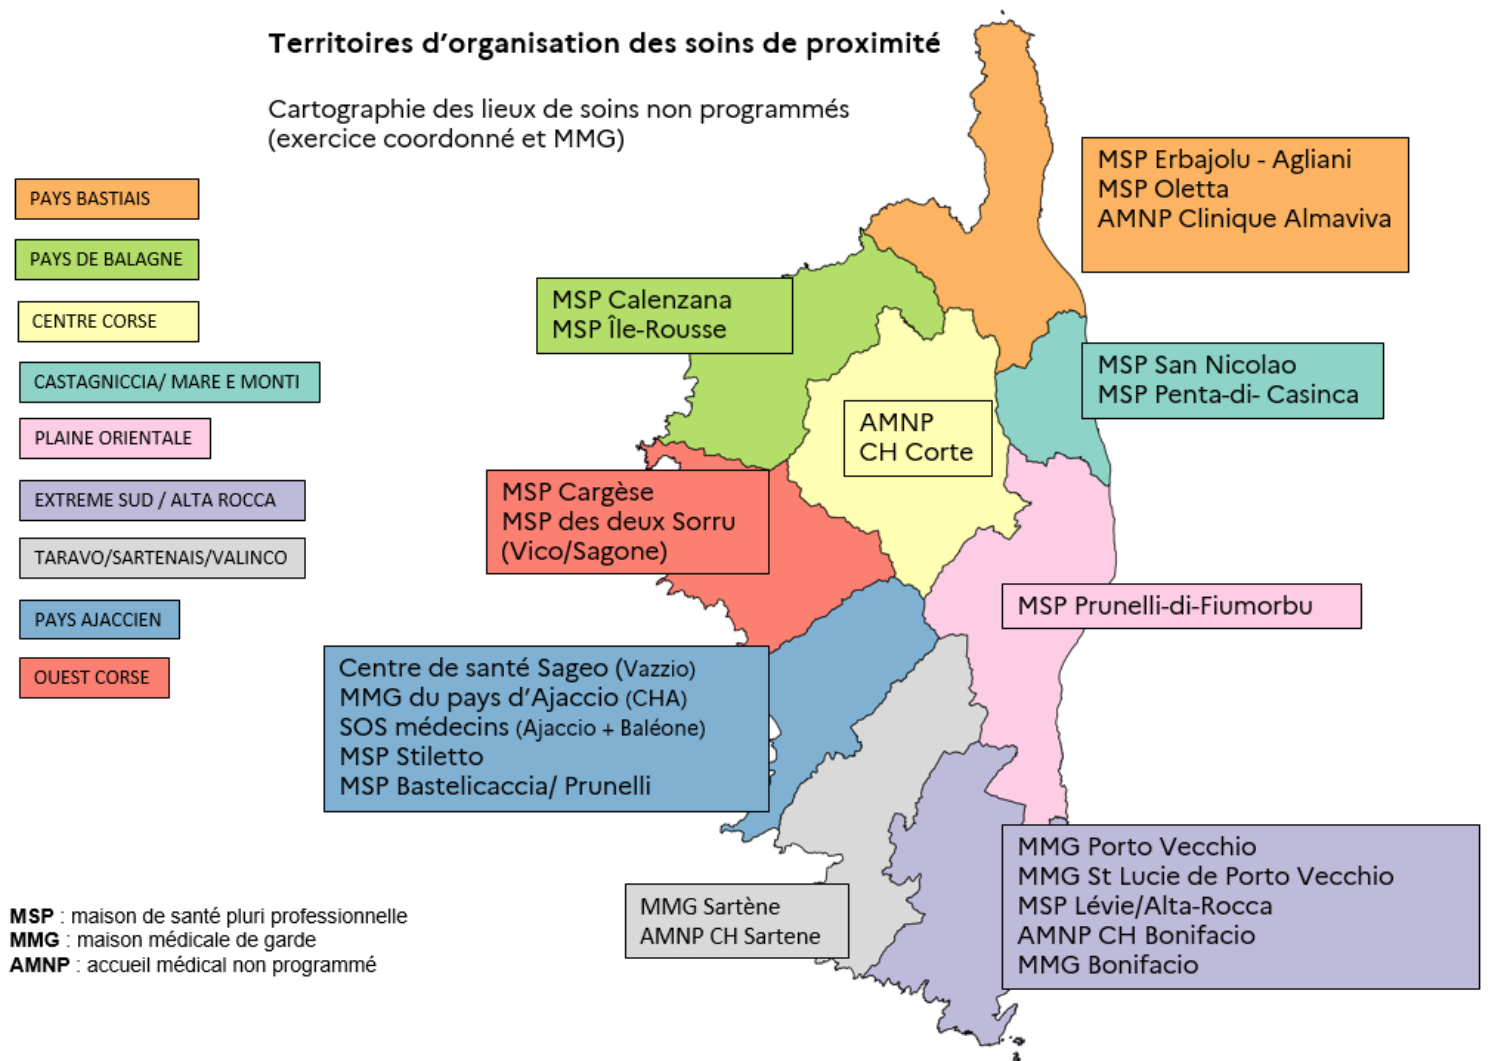 Territoires d'organisation des soins de proximité
Cartographie des lieux de soins non programmés
(exercice coordonné et MMG)
PAYS BASTIAIS
PAYS DE BALAGNE
CENTRE CORSE
CASTAGNICCIA/ MARE E MONTI
PLAINE ORIENTALE
EXTREME SUD / ALTA ROCCA
TARAVO/SARTENAIS/VALINCO
PAYS AJACCIEN
OUEST CORSE
MSP Erbajolu - Agliani
MSP Oletta
AMNP Clinique Almaviva
MSP Calenzana
MSP Île-Rousse
MSP San Nicolao
MSP Penta-di- Casinca
AMNP
CH Corte
MSP Cargèse
MSP des deux Sorru
(Vico/Sagone)
MSP Prunelli-di-Fiumorbu
Centre de santé Sageo (Vazzio)
MMG du pays d'Ajaccio (CHA)
SOS médecins (Ajaccio + Baléone)
MSP Stiletto
MSP Bastelicaccia/ Prunelli
MMG Sartène
AMNP CH Sartene
MMG Porto Vecchio
MMG St Lucie de Porto Vecchio
MSP Lévie/Alta-Rocca
AMNP CH Bonifacio
MMG Bonifacio
MSP : maison de santé pluri professionnelle
MMG : maison médicale de garde
AMNP : accueil médical non programmé